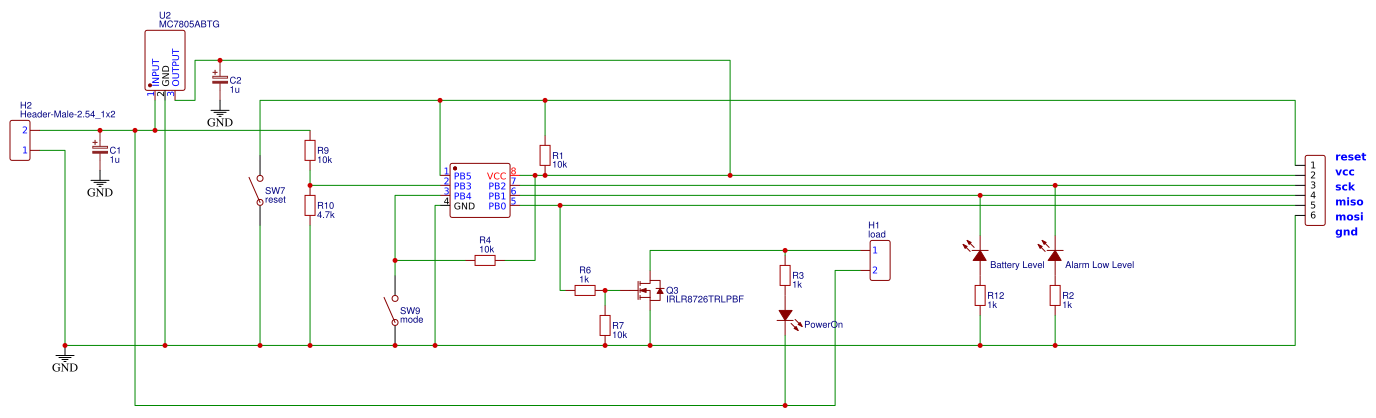 U2
MC7805ABTG
INPUT
GND
OUTPUT
1
2
3
+
C2
1u
GND
H2
Header-Male-2.54_1x2
2
1
+
C1
1u
GND
R9
10k
SW7
reset
R10
4.7k
R1
10k
1 PB5 VCC 8
2 PB3 PB2 7
3 PB4 PB1 6
4 GND PB0 5
1 reset
2 vcc
3 sck
4 miso
5 mosi
6 gnd
R4
10k
H1
load
1
2
R6
1k
Q3
IRLR8726TRLPBF
R3
1k
Battery Level
Alarm Low Level
SW9
mode
R7
10k
PowerOn
R12
1k
R2
1k
GND